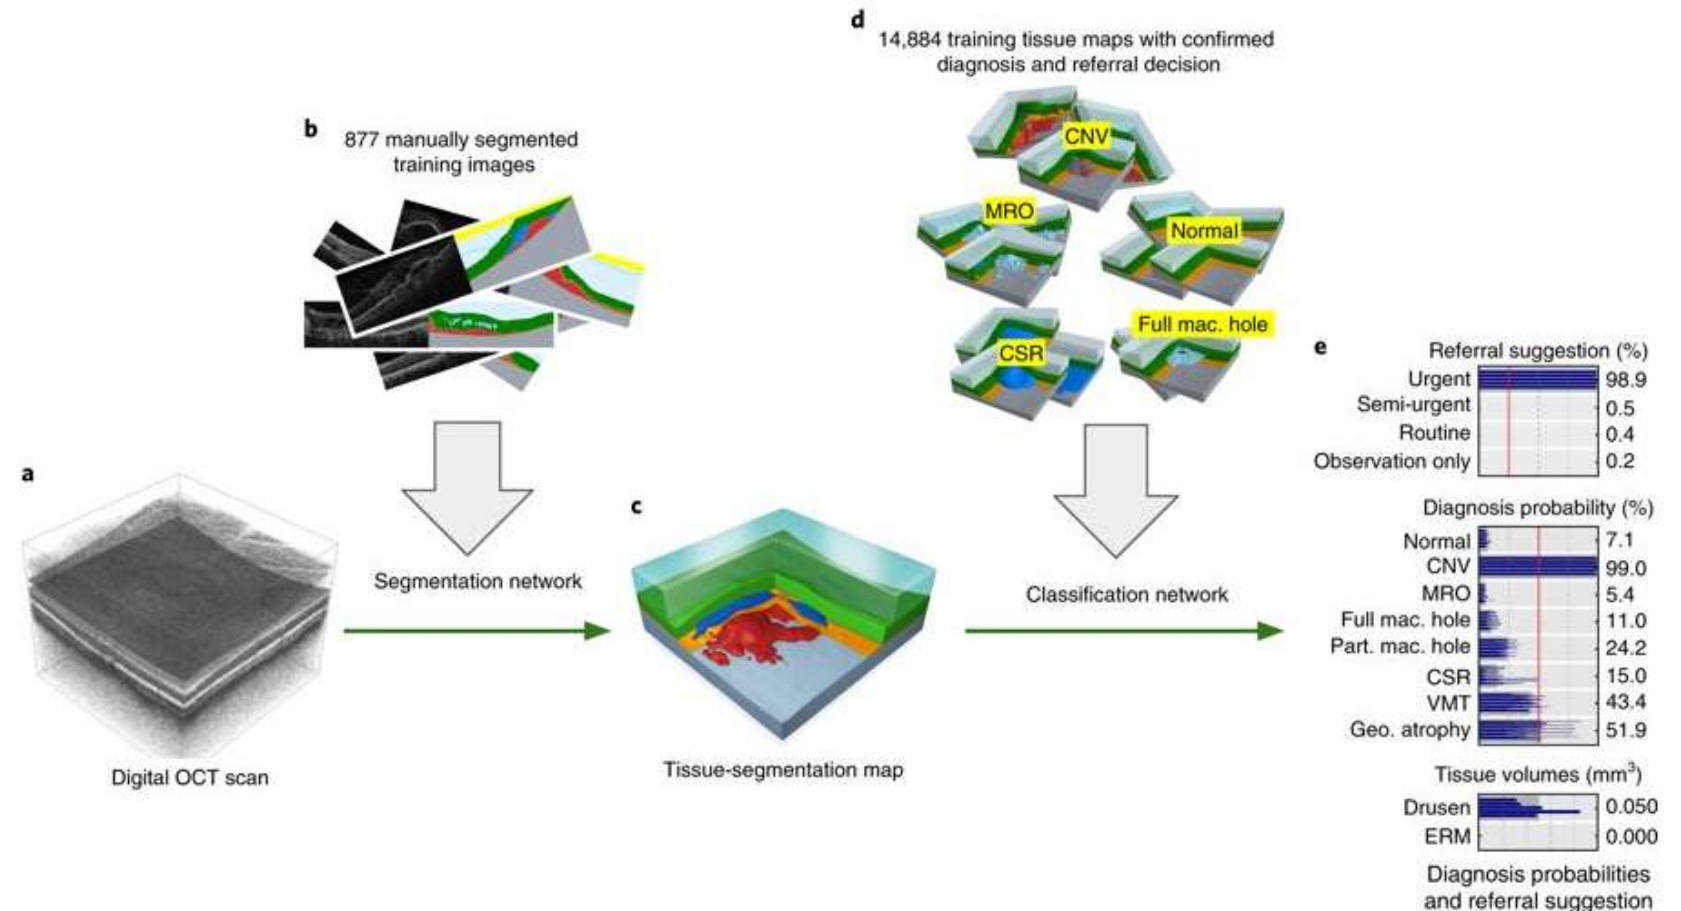 d
14,884 training tissue maps with confirmed
diagnosis and referral decision
b
877 manually segmented
training images
CNV
MRO
Normal
Full mac. hole
CSR
a
Digital OCT scan
Segmentation network
c
Tissue-segmentation map
Classification network
e
Referral suggestion (%)
Urgent 98.9
Semi-urgent 0.5
Routine 0.4
Observation only 0.2
Diagnosis probability (%)
Normal 7.1
CNV 99.0
MRO 5.4
Full mac. hole 11.0
Part. mac. hole 24.2
CSR 15.0
VMT 43.4
Geo. atrophy 51.9
Tissue volumes (mm³)
Drusen 0.050
ERM 0.000
Diagnosis probabilities
and referral suggestion